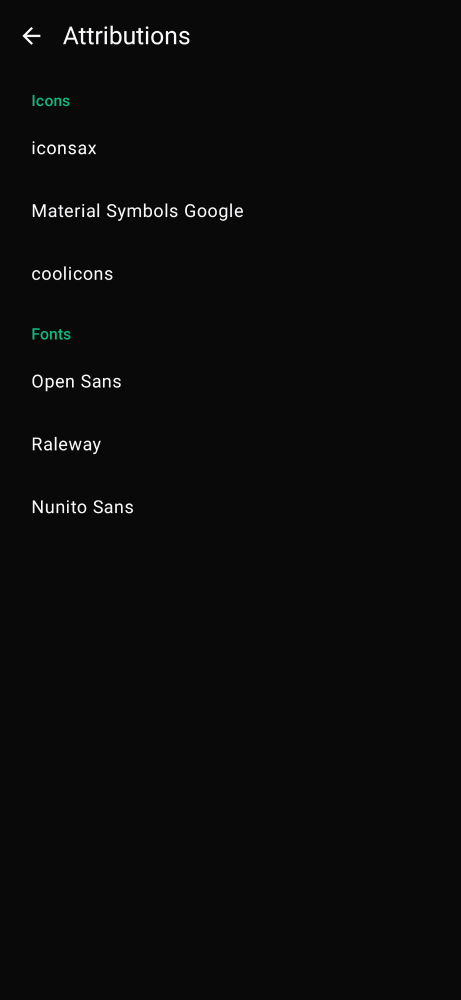 Attributions
Icons
iconsax
Material Symbols Google
coolicons
Fonts
Open Sans
Raleway
Nunito Sans